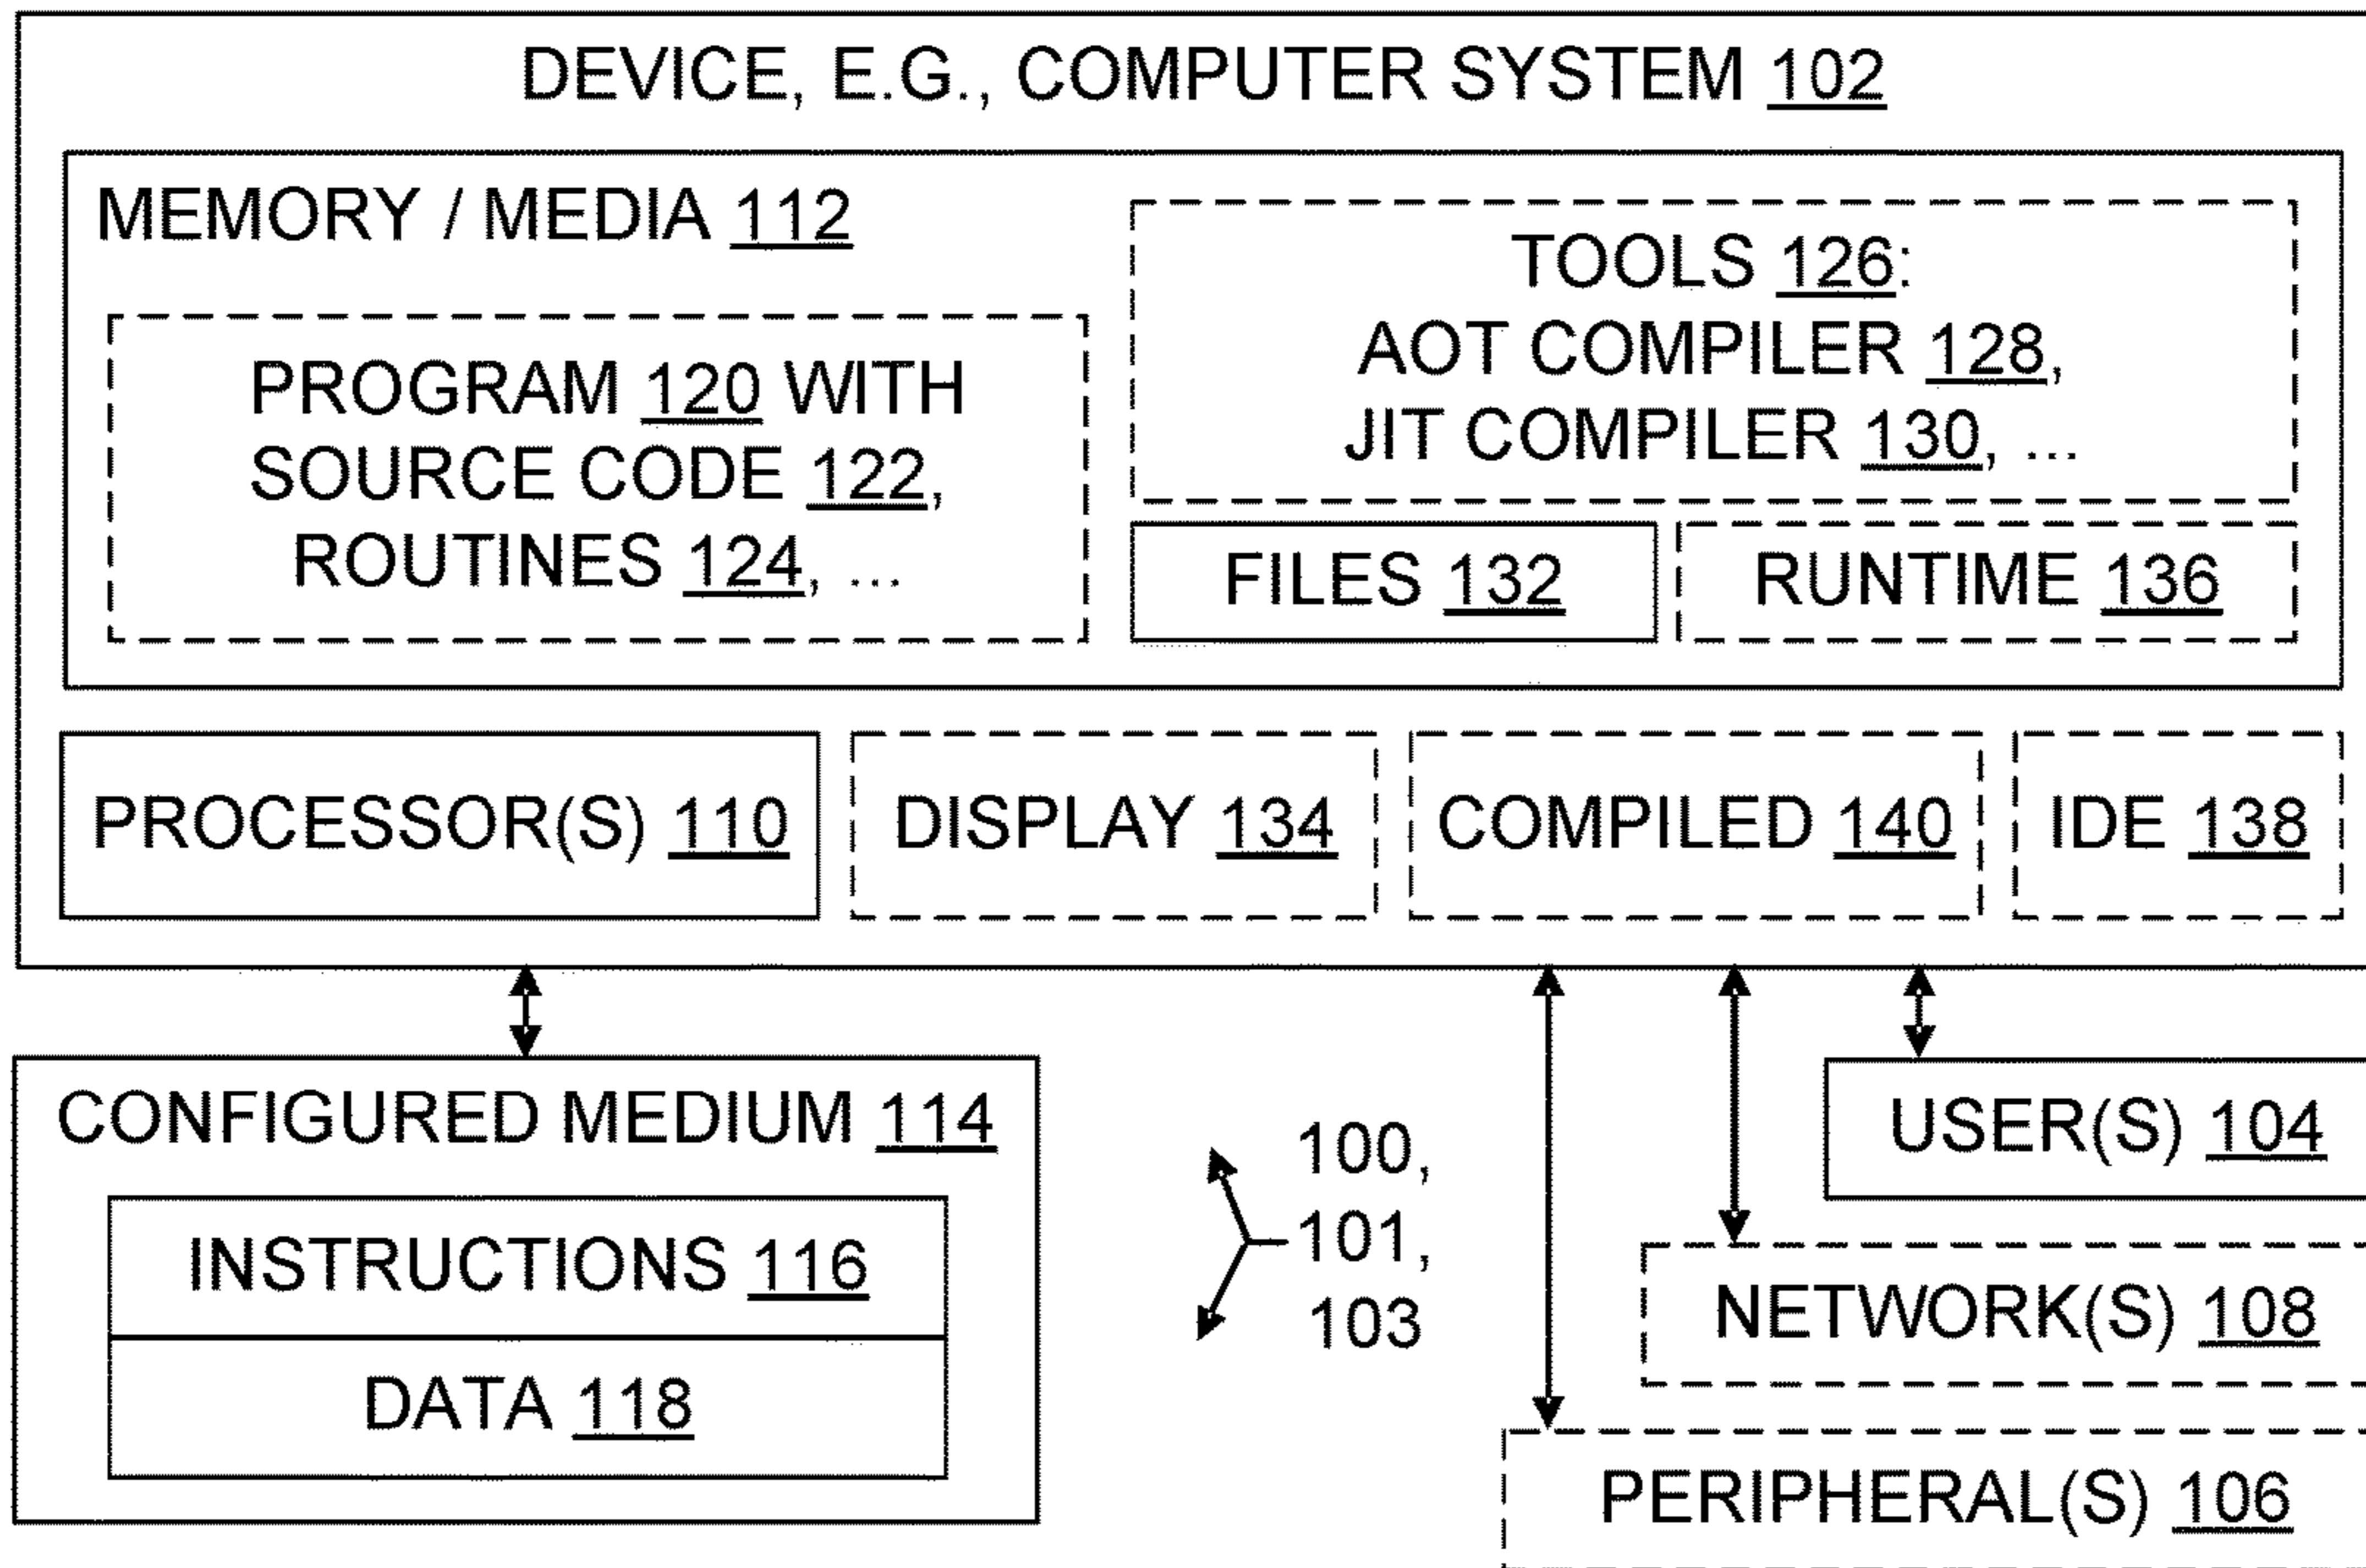 DEVICE, E.G., COMPUTER SYSTEM 102
MEMORY / MEDIA 112
PROGRAM 120 WITH
SOURCE CODE 122,
ROUTINES 124, ...
TOOLS 126:
AOT COMPILER 128,
JIT COMPILER 130, ...
FILES 132
RUNTIME 136
PROCESSOR(S) 110
DISPLAY 134
COMPILED 140
IDE 138
CONFIGURED MEDIUM 114
INSTRUCTIONS 116
DATA 118
100,
101,
103
USER(S) 104
NETWORK(S) 108
PERIPHERAL(S) 106